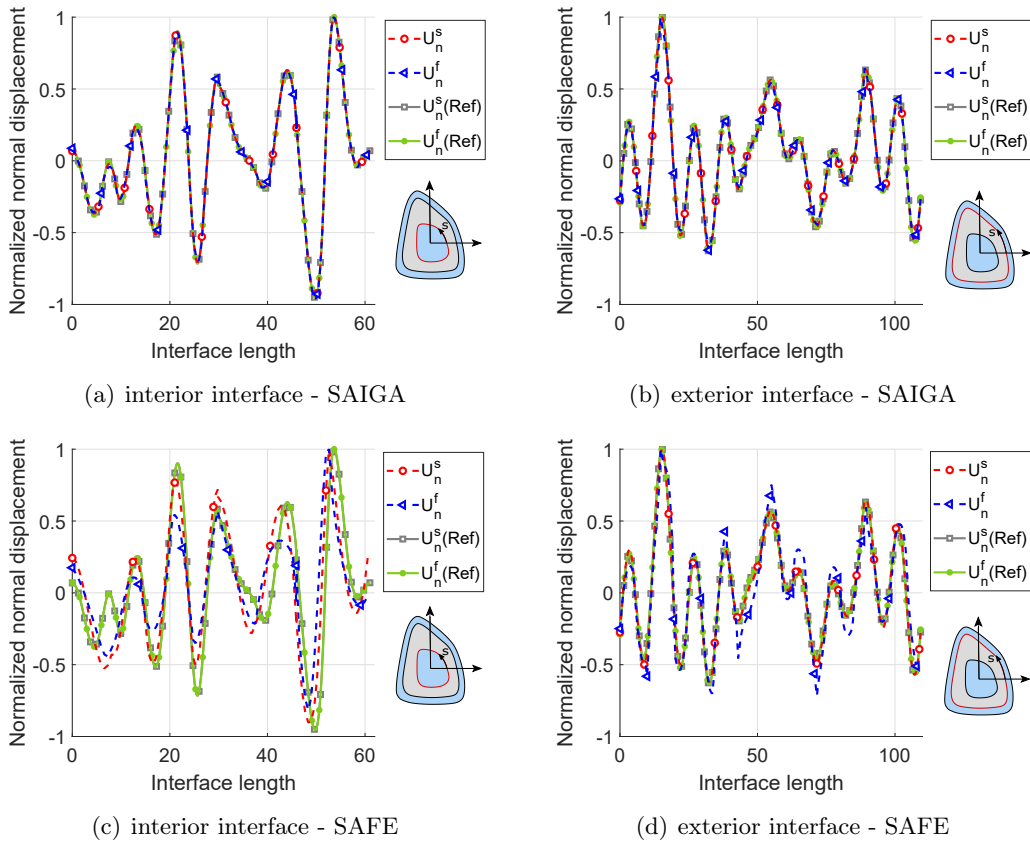 Normalized normal displacement
1
0.5
0
-0.5
-1
0 20 40 60
Interface length
U_n^s
U_n^f
U_n^s(Ref)
U_n^f(Ref)
s
(a) interior interface - SAIGA
Normalized normal displacement
1
0.5
0
-0.5
-1
0 50 100
Interface length
U_n^s
U_n^f
U_n^s(Ref)
U_n^f(Ref)
s
(b) exterior interface - SAIGA
Normalized normal displacement
1
0.5
0
-0.5
-1
0 20 40 60
Interface length
U_n^s
U_n^f
U_n^s(Ref)
U_n^f(Ref)
s
(c) interior interface - SAFE
Normalized normal displacement
1
0.5
0
-0.5
-1
0 50 100
Interface length
U_n^s
U_n^f
U_n^s(Ref)
U_n^f(Ref)
s
(d) exterior interface - SAFE